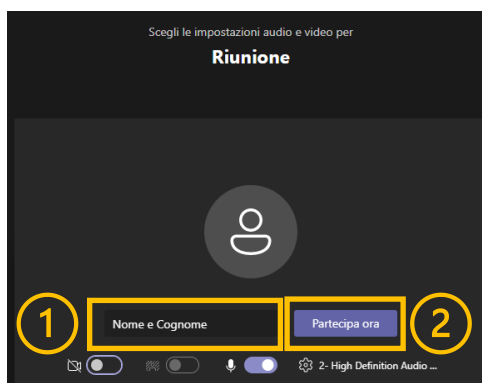 Scegli le impostazioni audio e video per
Riunione
1
Nome e Cognome
Partecipa ora
2
2- High Definition Audio ...